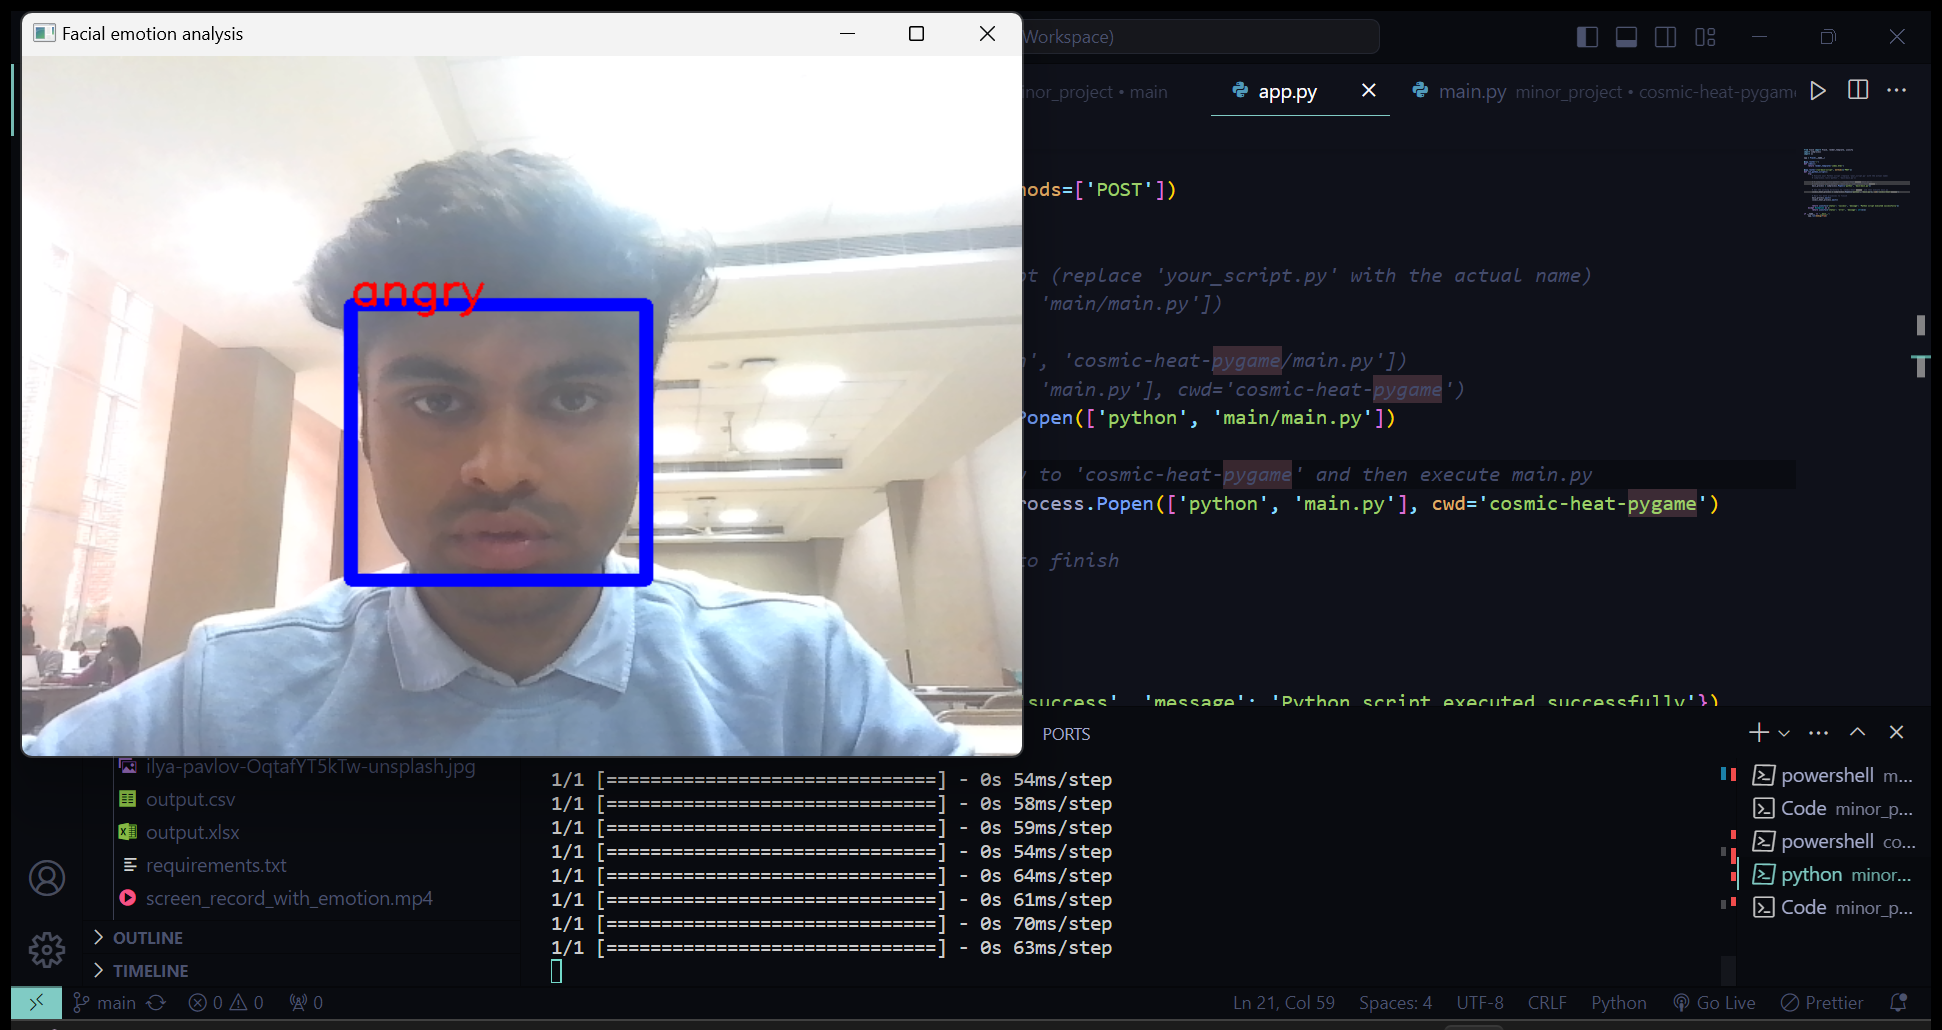 Facial emotion analysis
Workspace)
inor_project • main
app.py
main.py minor_project • cosmic-heat-pygame
nods=['POST'])
angry
pt (replace 'your_script.py' with the actual name)
'main/main.py'])
', 'cosmic-heat-pygame/main.py'])
'main.py'], cwd='cosmic-heat-pygame')
Popen(['python', 'main/main.py'])
y to 'cosmic-heat-pygame' and then execute main.py
rocess.Popen(['python', 'main.py'], cwd='cosmic-heat-pygame')
to finish
success' 'message': 'Python script executed successfully'})
PORTS
ilya-pavlov-OqtafYT5kTw-unsplash.jpg
output.csv
output.xlsx
requirements.txt
screen_record_with_emotion.mp4
OUTLINE
TIMELINE
1/1 [==============================] - 0s 54ms/step
1/1 [==============================] - 0s 58ms/step
1/1 [==============================] - 0s 59ms/step
1/1 [==============================] - 0s 54ms/step
1/1 [==============================] - 0s 64ms/step
1/1 [==============================] - 0s 61ms/step
1/1 [==============================] - 0s 70ms/step
1/1 [==============================] - 0s 63ms/step
powershell m...
Code minor_p...
powershell co...
python minor...
Code minor_p...
main 0 0 0
Ln 21, Col 59 Spaces: 4 UTF-8 CRLF Python Go Live Prettier